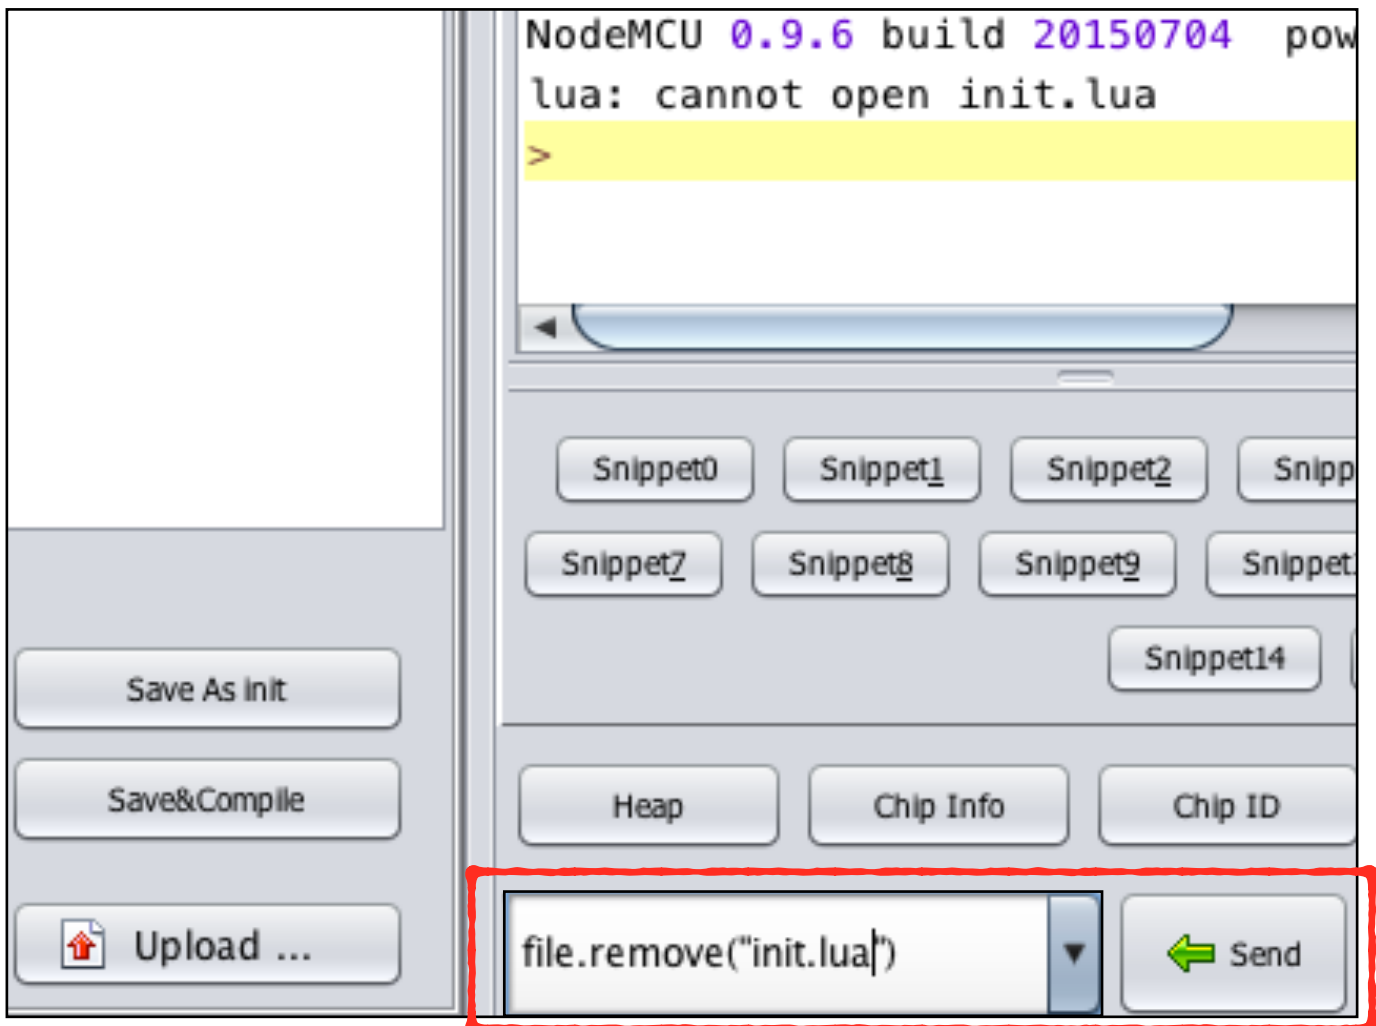 NodeMCU 0.9.6 build 20150704 pow
lua: cannot open init.lua
>
Snippet0 Snippet1 Snippet2 Snipp
Snippet7 Snippet8 Snippet9 Snippet
Snippet14
Save As init
Save&Compile
Heap Chip Info Chip ID
Upload ...
file.remove("init.lua") Send